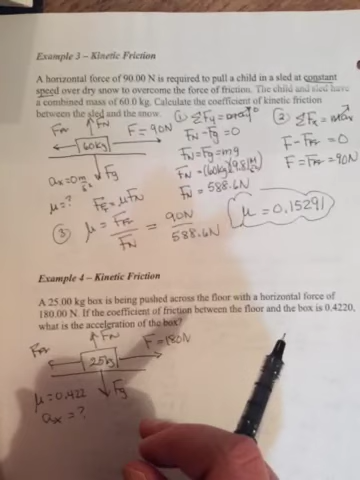 Example 3 – Kinetic Friction
A horizontal force of 90.00 N is required to pull a child in a sled at constant
speed over dry snow to overcome the force of friction. The child and sled have
a combined mass of 60.0 kg. Calculate the coefficient of kinetic friction
between the sled and the snow.
① ΣFy = may 0
FN - Fg = 0
FN = Fg = mg
FN = (60kg)(9.81 m/s²)
FN = 588.6N
② ΣFx = max
F - Ffr = 0
F = Ffr = 90N
Ffr
FN
F = 90N
60kg
Fg
ax = 0 m/s²
μ = ?
Ffr = μFN
③ μ = Ffr/FN = 90N/588.6N
μ = 0.15291
Example 4 – Kinetic Friction
A 25.00 kg box is being pushed across the floor with a horizontal force of
180.00 N. If the coefficient of friction between the floor and the box is 0.4220,
what is the acceleration of the box?
Ffr
FN
F = 180N
25kg
Fg
μ = 0.422
ax = ?